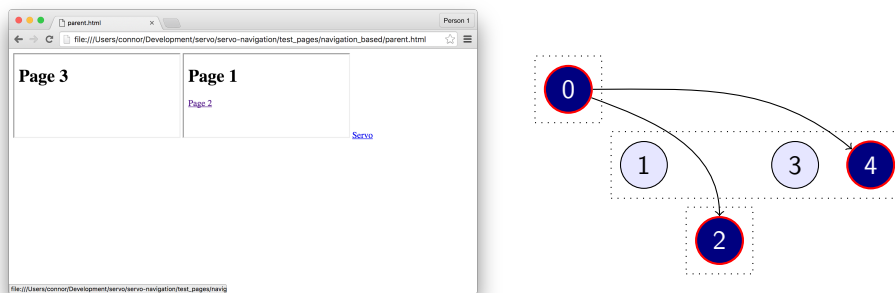 parent.html
Person 1
file:///Users/connor/Development/servo/servo-navigation/test_pages/navigation_based/parent.html
Page 3
Page 1
Page 2
Servo
file:///Users/connor/Development/servo/servo-navigation/test_pages/navig
0
1
3
4
2